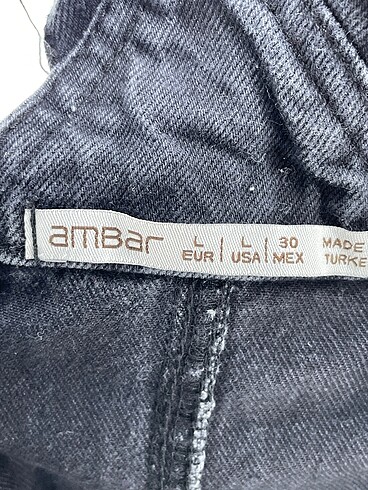 amBar L EUR | L USA | 30 MEX MADE TURKE